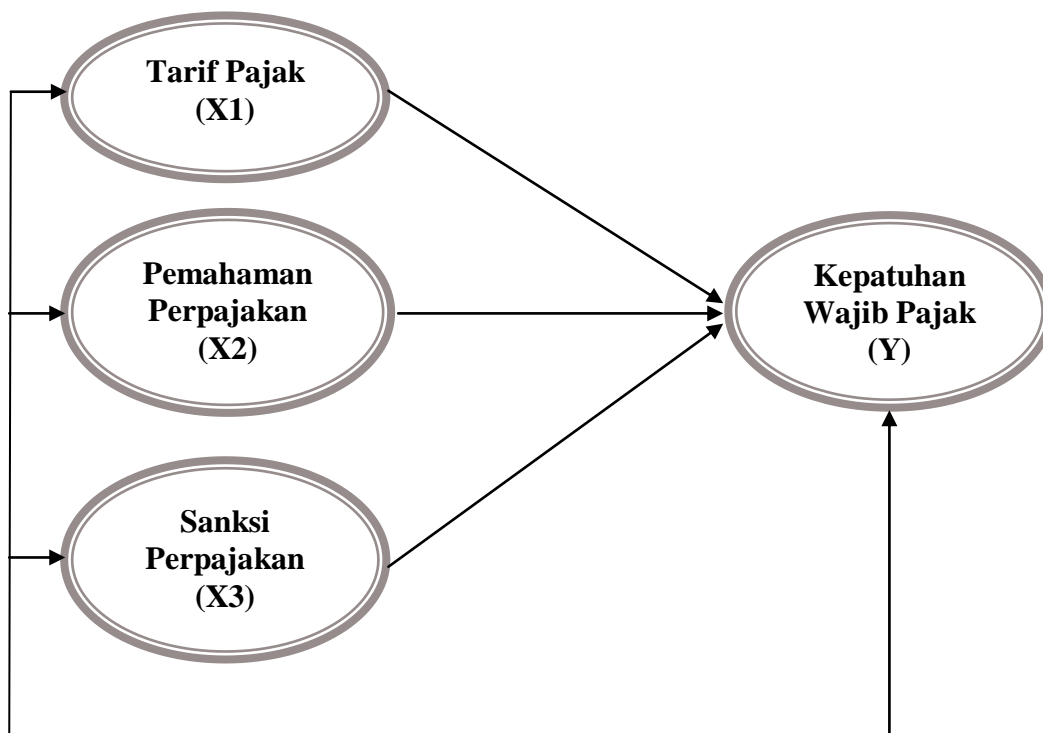 Tarif Pajak
(X1)
Pemahaman
Perpajakan
(X2)
Kepatuhan
Wajib Pajak
(Y)
Sanksi
Perpajakan
(X3)